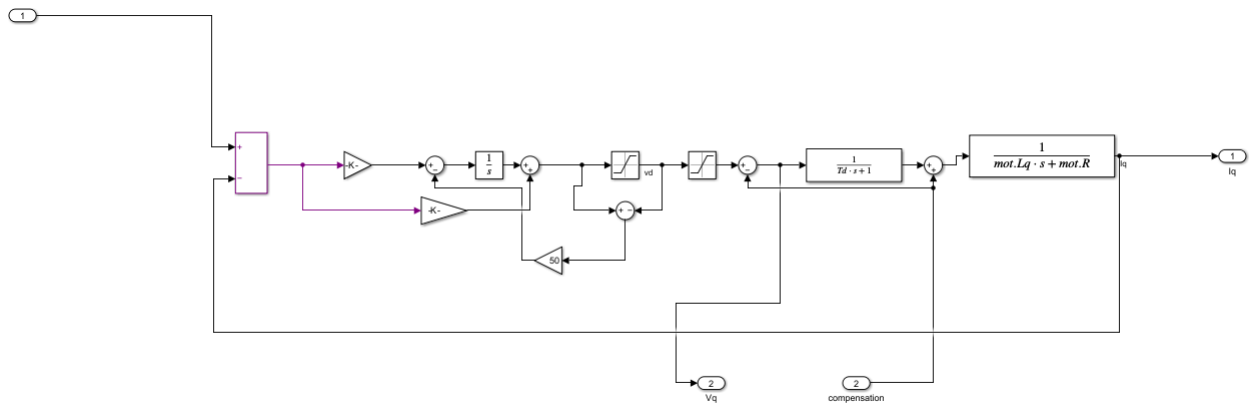 1
+
−
-K-
+
−
1
s
+
+
vd
+
−
1
Td · s + 1
+
+
1
mot.Lq · s + mot.R
Iq
1
Iq
-K-
+ −
50
2
Vq
2
compensation